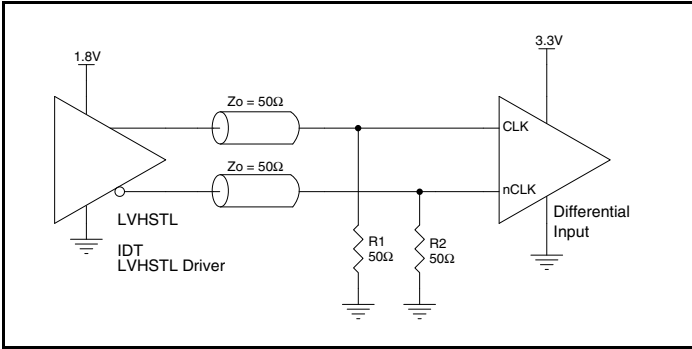 1.8V
3.3V
Zo = 50Ω
CLK
Zo = 50Ω
nCLK
LVHSTL
Differential
Input
IDT
LVHSTL Driver
R1
50Ω
R2
50Ω